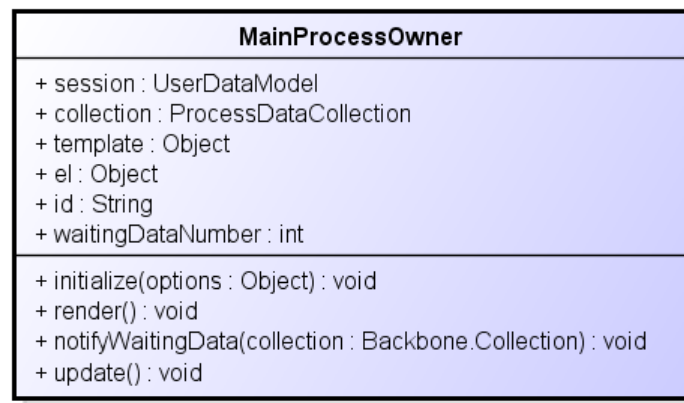 MainProcessOwner
+ session : UserDataModel
+ collection : ProcessDataCollection
+ template : Object
+ el : Object
+ id : String
+ waitingDataNumber : int
+ initialize(options : Object) : void
+ render() : void
+ notifyWaitingData(collection : Backbone.Collection) : void
+ update() : void